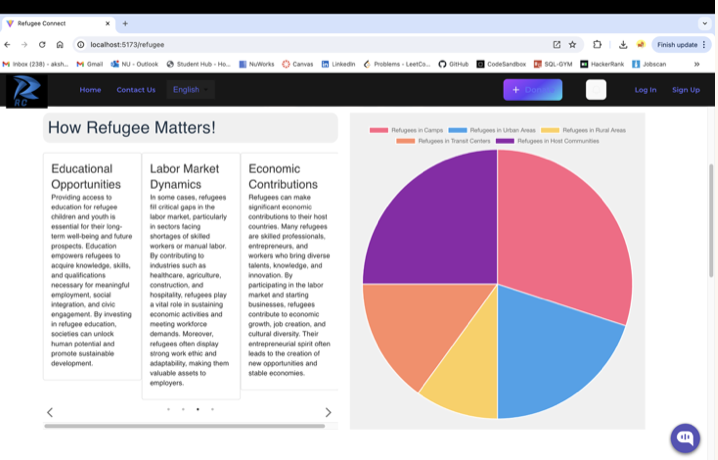 Refugee Connect
localhost:5173/refugee
Finish update
Inbox (238) - aksh...
Gmail
NU - Outlook
Student Hub - Ho...
NuWorks
Canvas
LinkedIn
Problems - LeetCo...
GitHub
CodeSandbox
SQL-GYM
HackerRank
Jobscan
RC
Home
Contact Us
English
Log In
Sign Up
How Refugee Matters!
Educational
Opportunities
Providing access to
education for refugee
children and youth is
essential for their long-
term well-being and future
prospects. Education
empowers refugees to
acquire knowledge, skills,
and qualifications
necessary for meaningful
employment, social
integration, and civic
engagement. By investing
in refugee education,
societies can unlock
human potential and
promote sustainable
development.
Labor Market
Dynamics
In some cases, refugees
fill critical gaps in the
labor market, particularly
in sectors facing
shortages of skilled
workers or manual labor.
By contributing to
industries such as
healthcare, agriculture,
construction, and
hospitality, refugees play
a vital role in sustaining
economic activities and
meeting workforce
demands. Moreover,
refugees often display
strong work ethic and
adaptability, making them
valuable assets to
employers.
Economic
Contributions
Refugees can make
significant economic
contributions to their host
countries. Many refugees
are skilled professionals,
entrepreneurs, and
workers who bring diverse
talents, knowledge, and
innovation. By
participating in the labor
market and starting
businesses, refugees
contribute to economic
growth, job creation, and
cultural diversity. Their
entrepreneurial spirit often
leads to the creation of
new opportunities and
stable economies.
Refugees in Camps
Refugees in Urban Areas
Refugees in Rural Areas
Refugees in Transit Centers
Refugees in Host Communities